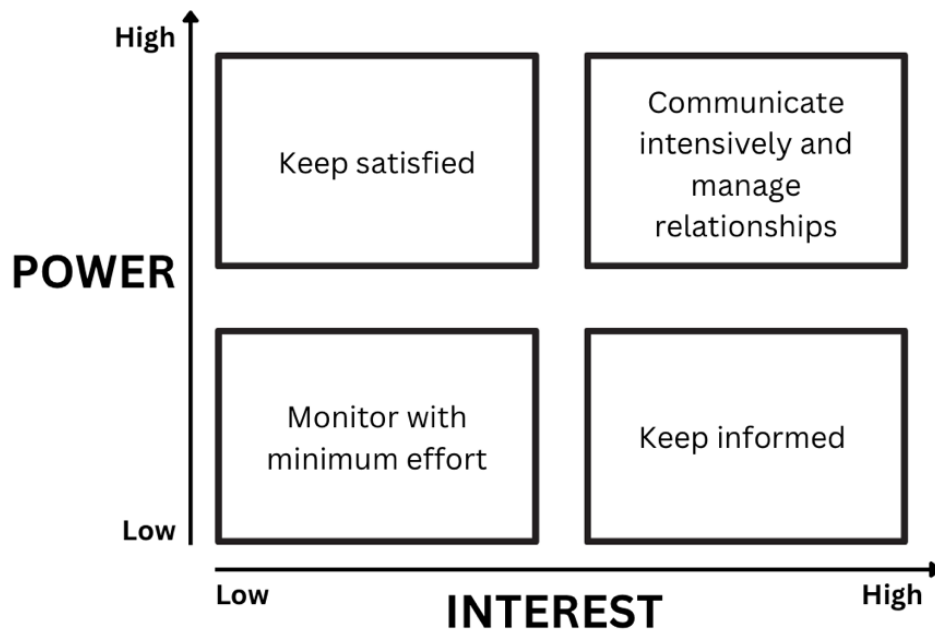 High
Keep satisfied
Communicate
intensively and
manage
relationships
POWER
Monitor with
minimum effort
Keep informed
Low
Low
INTEREST
High